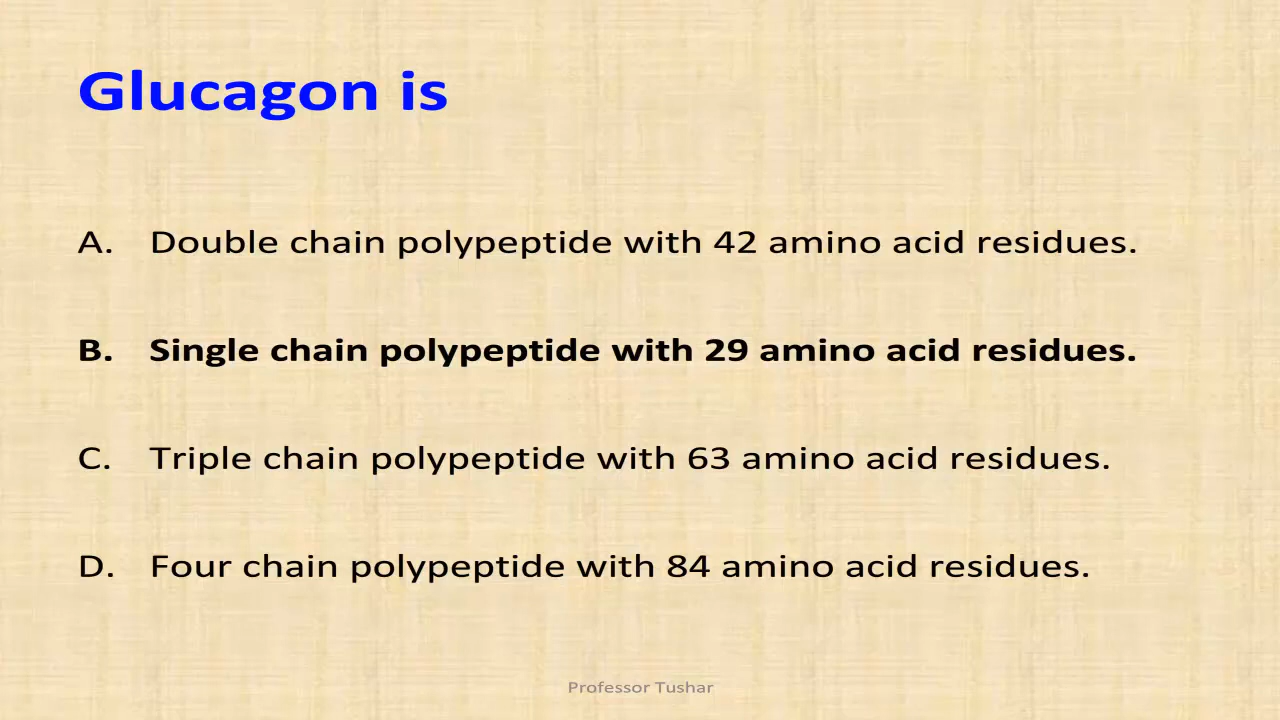 Glucagon is
A. Double chain polypeptide with 42 amino acid residues.
B. Single chain polypeptide with 29 amino acid residues.
C. Triple chain polypeptide with 63 amino acid residues.
D. Four chain polypeptide with 84 amino acid residues.
Professor Tushar